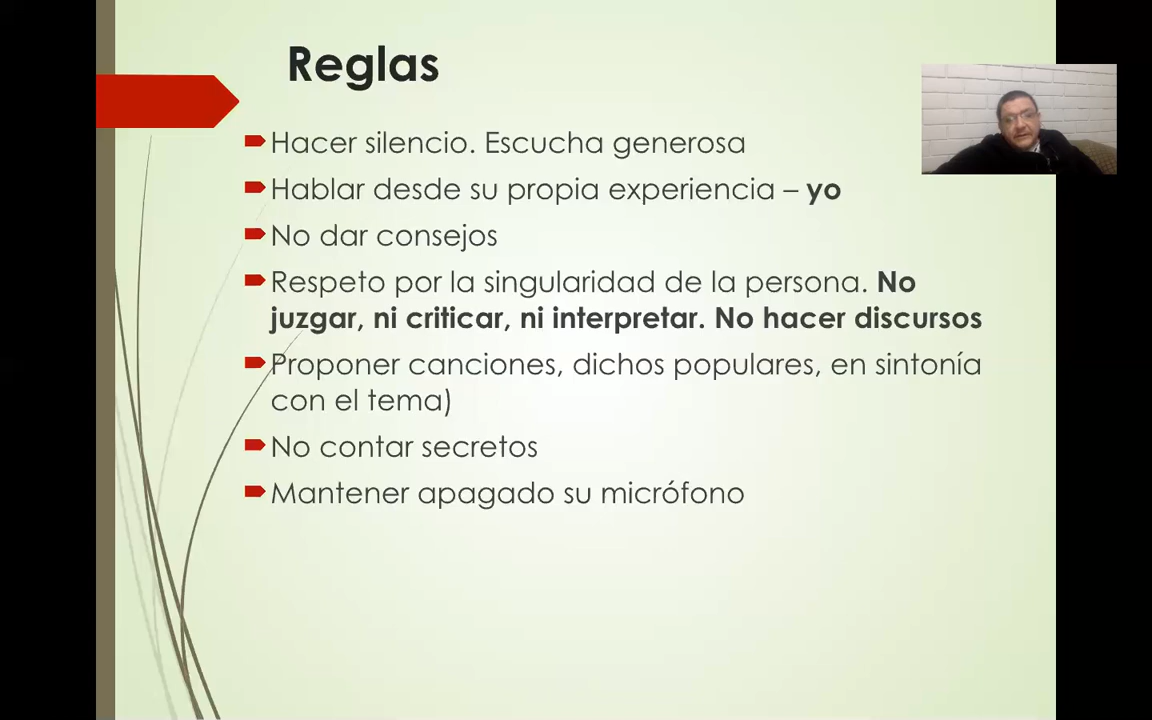 Reglas
Hacer silencio. Escucha generosa
Hablar desde su propia experiencia – yo
No dar consejos
Respeto por la singularidad de la persona. No
juzgar, ni criticar, ni interpretar. No hacer discursos
Proponer canciones, dichos populares, en sintonía
con el tema)
No contar secretos
Mantener apagado su micrófono